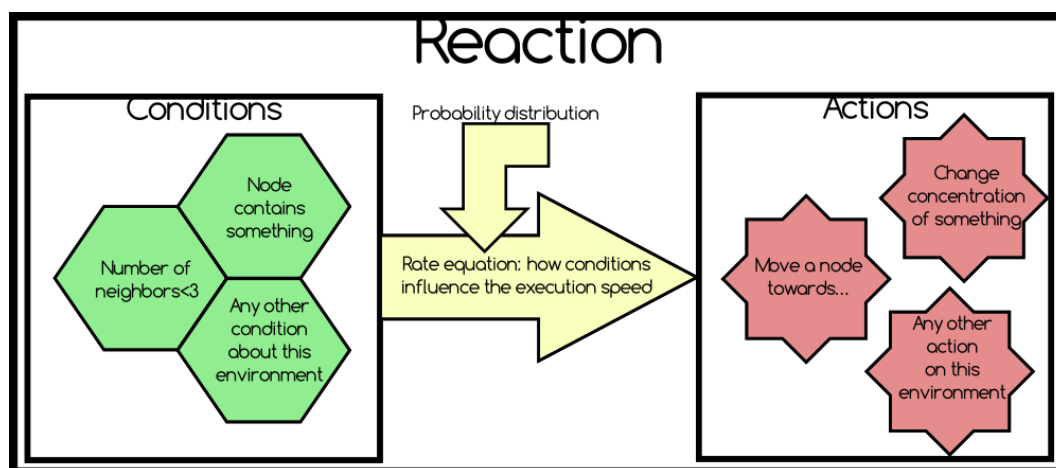 Reaction
Conditions
Node
contains
something
Number of
neighbors<3
Any other
condition
about this
environment
Probability distribution
Rate equation: how conditions
influence the execution speed
Actions
Change
concentration
of something
Move a node
towards...
Any other
action
on this
environment